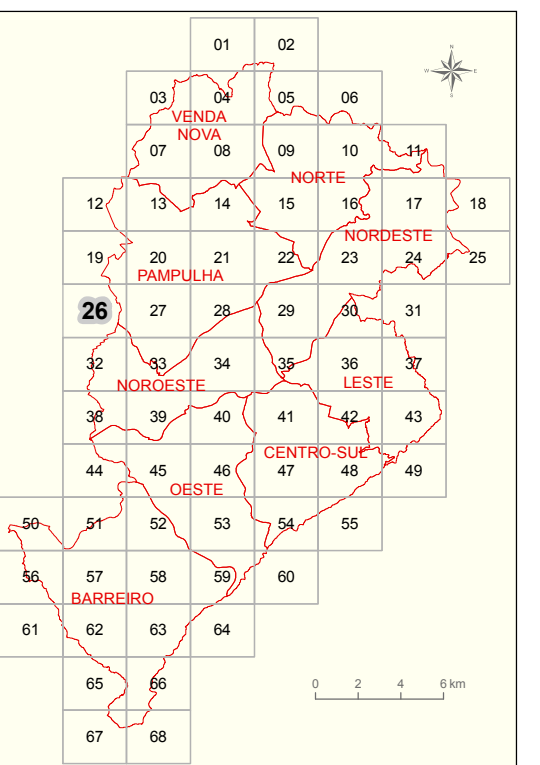 N
W E
S
01 02
03 04 05 06
VENDA
NOVA
07 08 09 10 11
NORTE
12 13 14 15 16 17 18
NORDESTE
19 20 21 22 23 24 25
PAMPULHA
26 27 28 29 30 31
32 33 34 35 36 37
NOROESTE LESTE
38 39 40 41 42 43
CENTRO-SUL
44 45 46 47 48 49
OESTE
50 51 52 53 54 55
56 57 58 59 60
BARREIRO
61 62 63 64
65 66
0 2 4 6 km
67 68